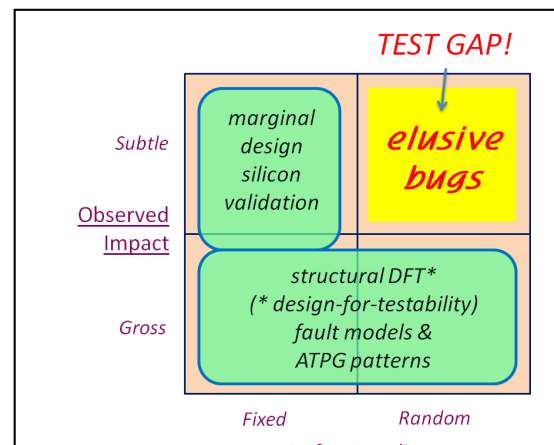 TEST GAP!
Subtle
marginal
design
silicon
validation
elusive
bugs
Observed
Impact
Gross
structural DFT*
(* design-for-testability)
fault models &
ATPG patterns
Fixed
Random